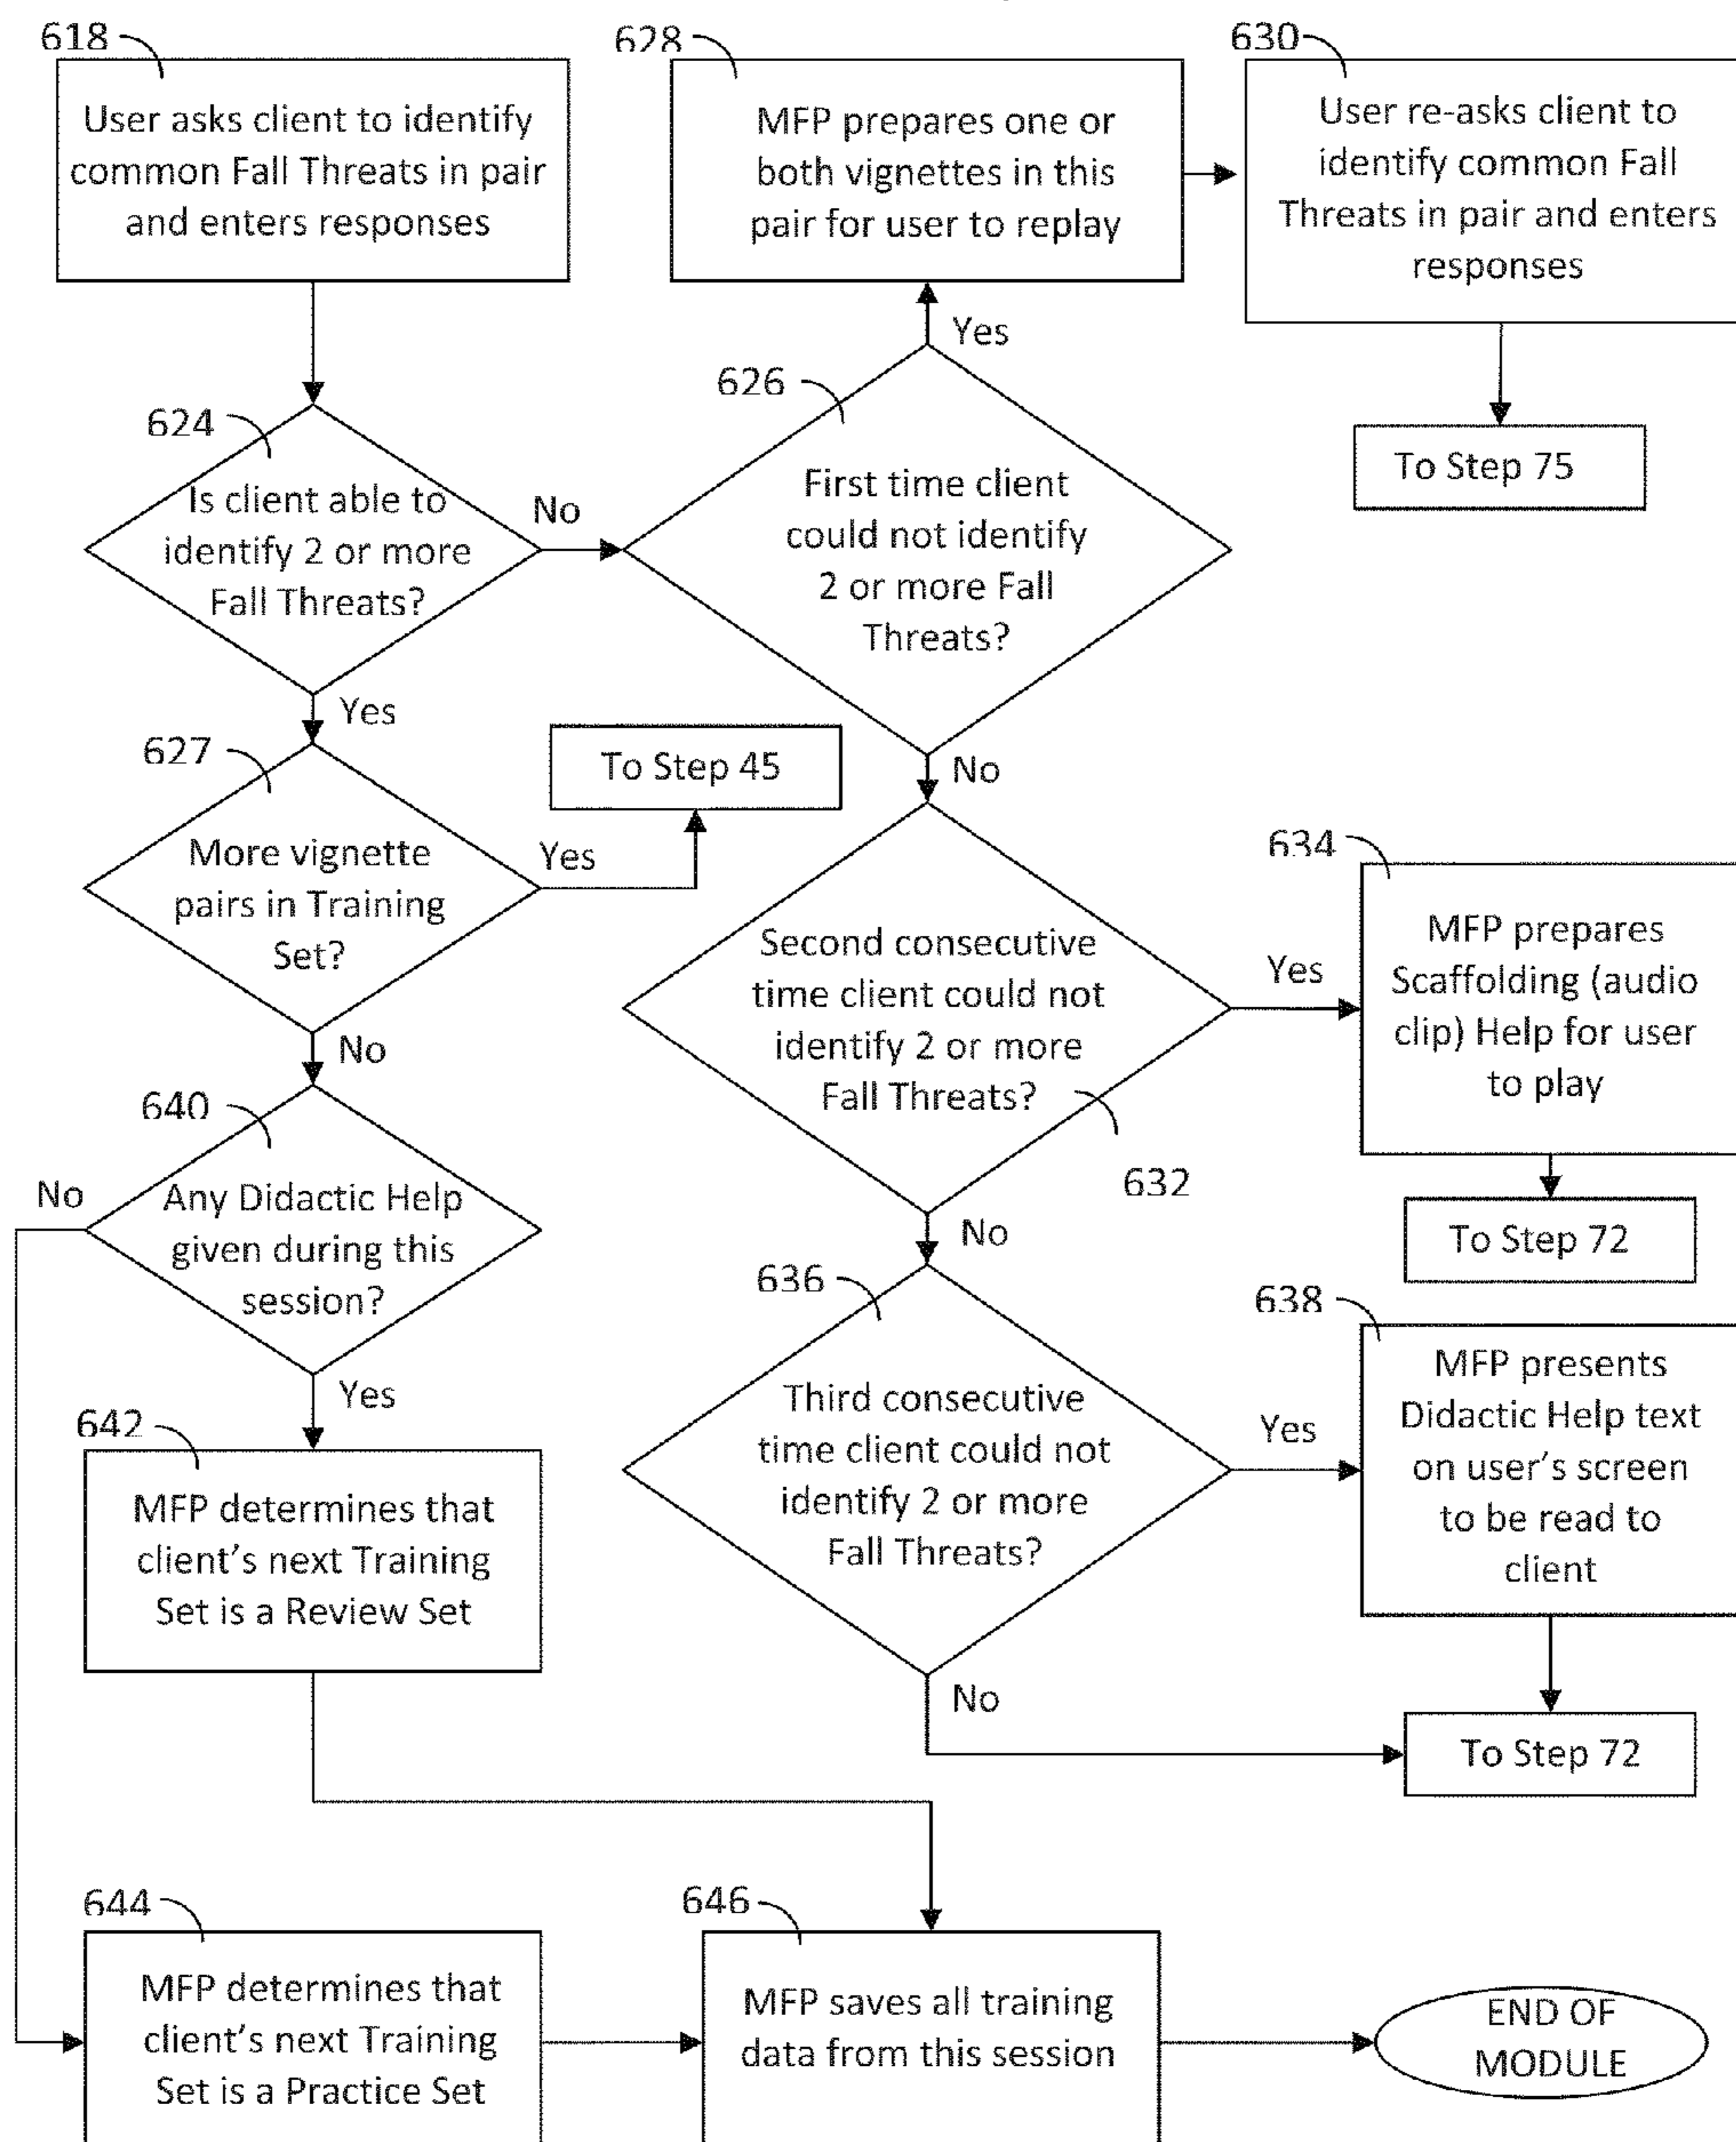 618
User asks client to identify
common Fall Threats in pair
and enters responses
628
MFP prepares one or
both vignettes in this
pair for user to replay
630
User re-asks client to
identify common Fall
Threats in pair and enters
responses
To Step 75
624
Is client able to
identify 2 or more
Fall Threats?
No
Yes
626
First time client
could not identify
2 or more Fall
Threats?
Yes
No
627
More vignette
pairs in Training
Set?
Yes
To Step 45
No
632
Second consecutive
time client could not
identify 2 or more
Fall Threats?
Yes
No
634
MFP prepares
Scaffolding (audio
clip) Help for user
to play
To Step 72
640
Any Didactic Help
given during this
session?
No
Yes
636
Third consecutive
time client could not
identify 2 or more
Fall Threats?
Yes
No
638
MFP presents
Didactic Help text
on user's screen
to be read to
client
To Step 72
642
MFP determines that
client's next Training
Set is a Review Set
644
MFP determines that
client's next Training
Set is a Practice Set
646
MFP saves all training
data from this session
END OF
MODULE